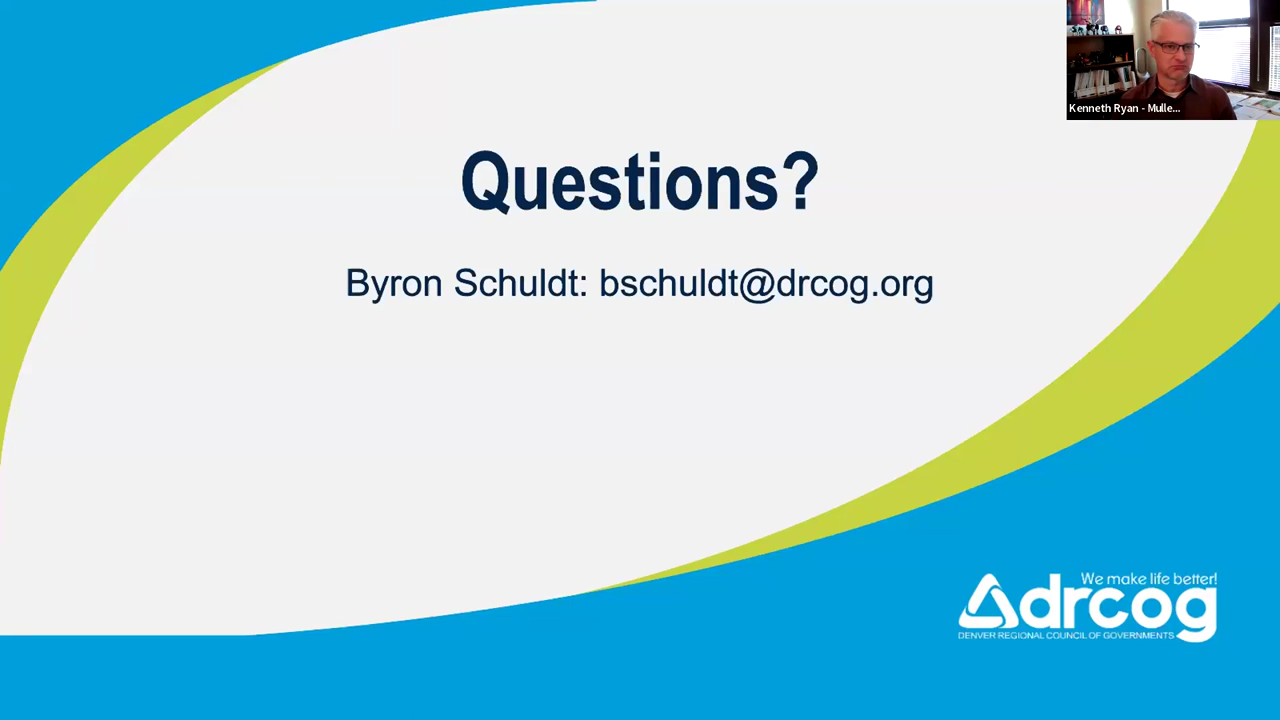 Kenneth Ryan - Mulle...
Questions?
Byron Schuldt: bschuldt@drcog.org
We make life better!
drcog
DENVER REGIONAL COUNCIL OF GOVERNMENTS